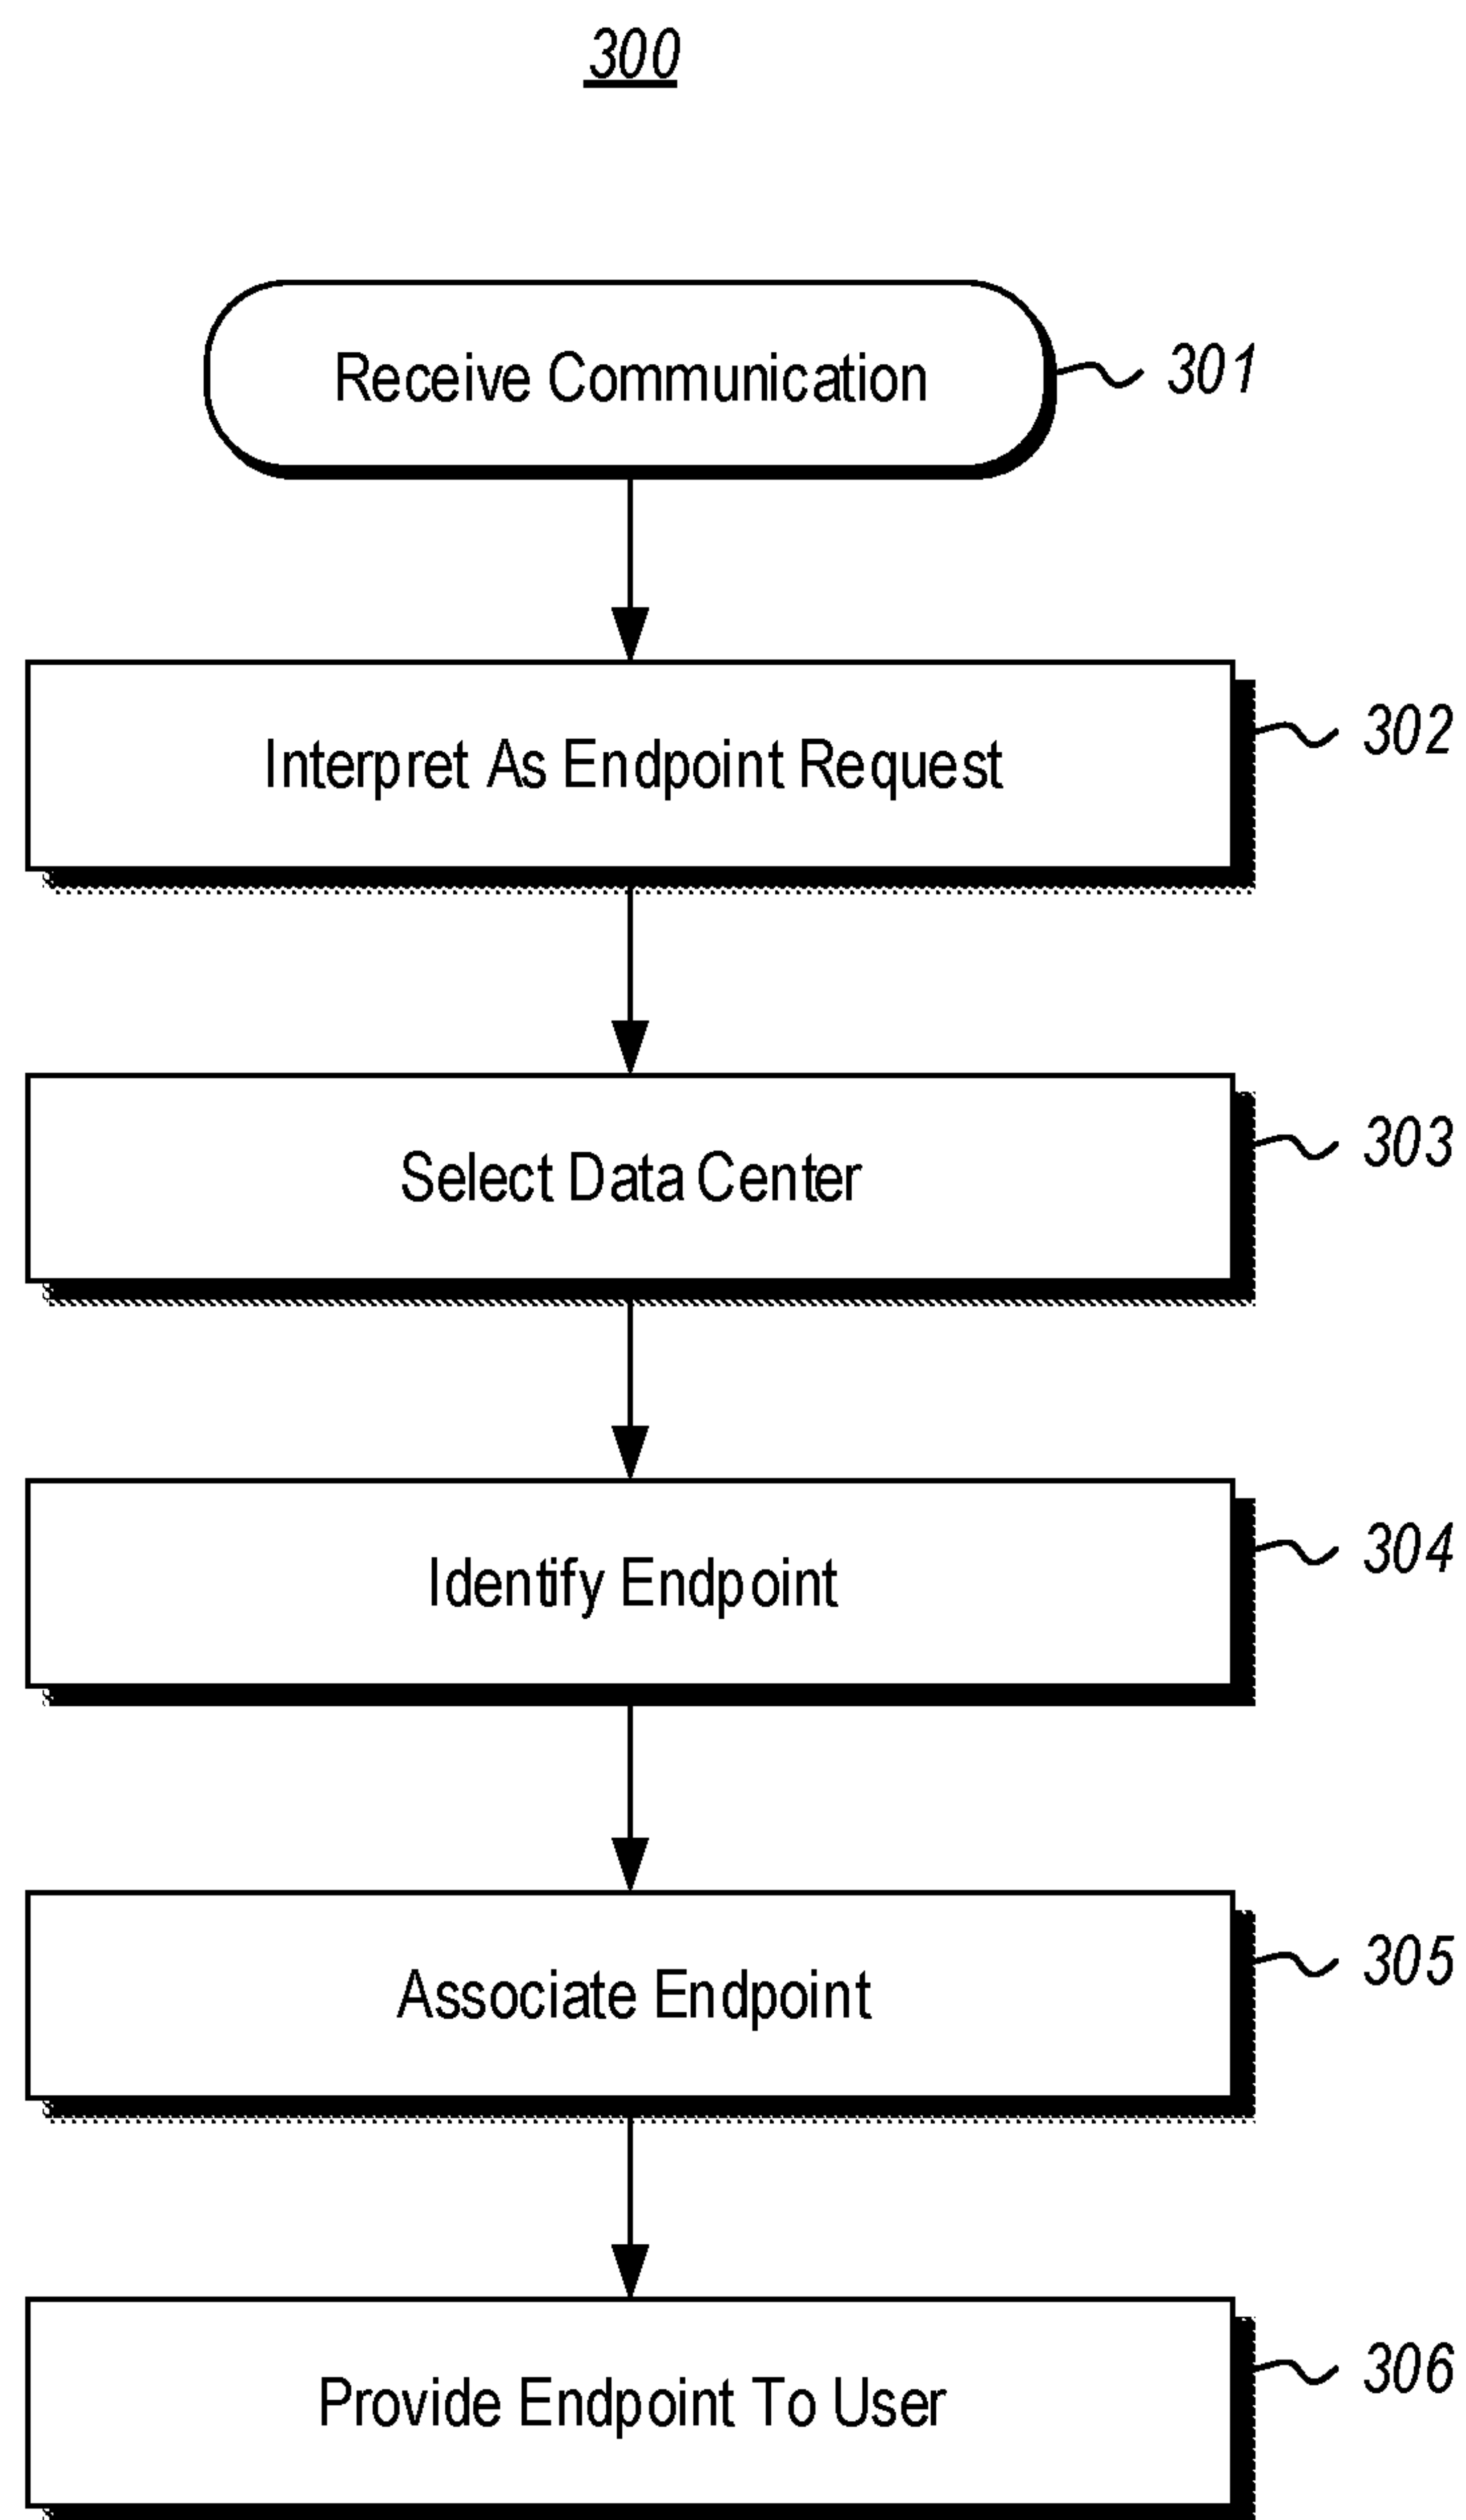 300
Receive Communication
301
Interpret As Endpoint Request
302
Select Data Center
303
Identify Endpoint
304
Associate Endpoint
305
Provide Endpoint To User
306